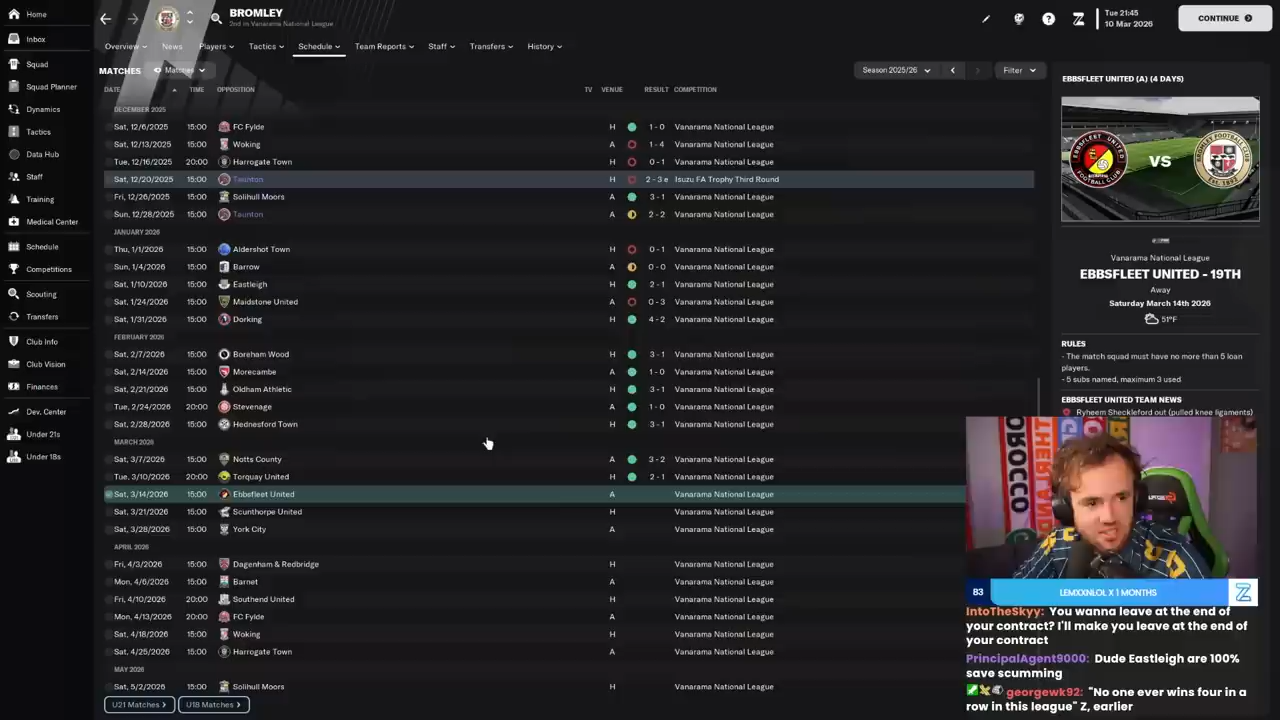 Home
Inbox
Squad
Squad Planner
Dynamics
Tactics
Data Hub
Staff
Training
Medical Center
Schedule
Competitions
Scouting
Transfers
Club Info
Club Vision
Finances
Dev. Center
Under 21s
Under 18s
BROMLEY
2nd in Vanarama National League
Tue 21:45
10 Mar 2026
CONTINUE
Overview News Players Tactics Schedule Team Reports Staff Transfers History
MATCHES Matches Season 2025/26 Filter
DATE TIME OPPOSITION TV VENUE RESULT COMPETITION
DECEMBER 2025
Sat, 12/6/2025 15:00 FC Fylde H 1 - 0 Vanarama National League
Sat, 12/13/2025 15:00 Woking A 1 - 4 Vanarama National League
Tue, 12/16/2025 20:00 Harrogate Town H 0 - 1 Vanarama National League
Sat, 12/20/2025 15:00 Taunton H 2 - 3 e Isuzu FA Trophy Third Round
Fri, 12/26/2025 15:00 Solihull Moors A 3 - 1 Vanarama National League
Sun, 12/28/2025 15:00 Taunton A 2 - 2 Vanarama National League
JANUARY 2026
Thu, 1/1/2026 15:00 Aldershot Town H 0 - 1 Vanarama National League
Sun, 1/4/2026 15:00 Barrow A 0 - 0 Vanarama National League
Sat, 1/10/2026 15:00 Eastleigh H 2 - 1 Vanarama National League
Sat, 1/24/2026 15:00 Maidstone United A 0 - 3 Vanarama National League
Sat, 1/31/2026 15:00 Dorking H 4 - 2 Vanarama National League
FEBRUARY 2026
Sat, 2/7/2026 15:00 Boreham Wood H 3 - 1 Vanarama National League
Sat, 2/14/2026 15:00 Morecambe A 1 - 0 Vanarama National League
Sat, 2/21/2026 15:00 Oldham Athletic H 3 - 1 Vanarama National League
Tue, 2/24/2026 20:00 Stevenage A 1 - 0 Vanarama National League
Sat, 2/28/2026 15:00 Hednesford Town H 3 - 1 Vanarama National League
MARCH 2026
Sat, 3/7/2026 15:00 Notts County A 3 - 2 Vanarama National League
Tue, 3/10/2026 20:00 Torquay United H 2 - 1 Vanarama National League
Sat, 3/14/2026 15:00 Ebbsfleet United A Vanarama National League
Sat, 3/21/2026 15:00 Scunthorpe United H Vanarama National League
Sat, 3/28/2026 15:00 York City A Vanarama National League
APRIL 2026
Fri, 4/3/2026 15:00 Dagenham & Redbridge H Vanarama National League
Mon, 4/6/2026 15:00 Barnet A Vanarama National League
Fri, 4/10/2026 20:00 Southend United H Vanarama National League
Mon, 4/13/2026 20:00 FC Fylde A Vanarama National League
Sat, 4/18/2026 15:00 Woking H Vanarama National League
Sat, 4/25/2026 15:00 Harrogate Town A Vanarama National League
MAY 2026
Sat, 5/2/2026 15:00 Solihull Moors H Vanarama National League
U21 Matches U18 Matches
EBBSFLEET UNITED (A) (4 DAYS)
VS
Vanarama National League
EBBSFLEET UNITED - 19TH
Away
Saturday March 14th 2026
51°F
RULES
- The match squad must have no more than 5 loan
players.
- 5 subs named, maximum 3 used
EBBSFLEET UNITED TEAM NEWS
Ryheem Sheckleford out (pulled knee ligaments)
83 LEMXXNLOL X 1 MONTHS
IntoTheSkyy: You wanna leave at the end of
your contract? I'll make you leave at the end of
your contract
PrincipalAgent9000: Dude Eastleigh are 100%
save scumming
georgewk92: "No one ever wins four in a
row in this league" Z, earlier